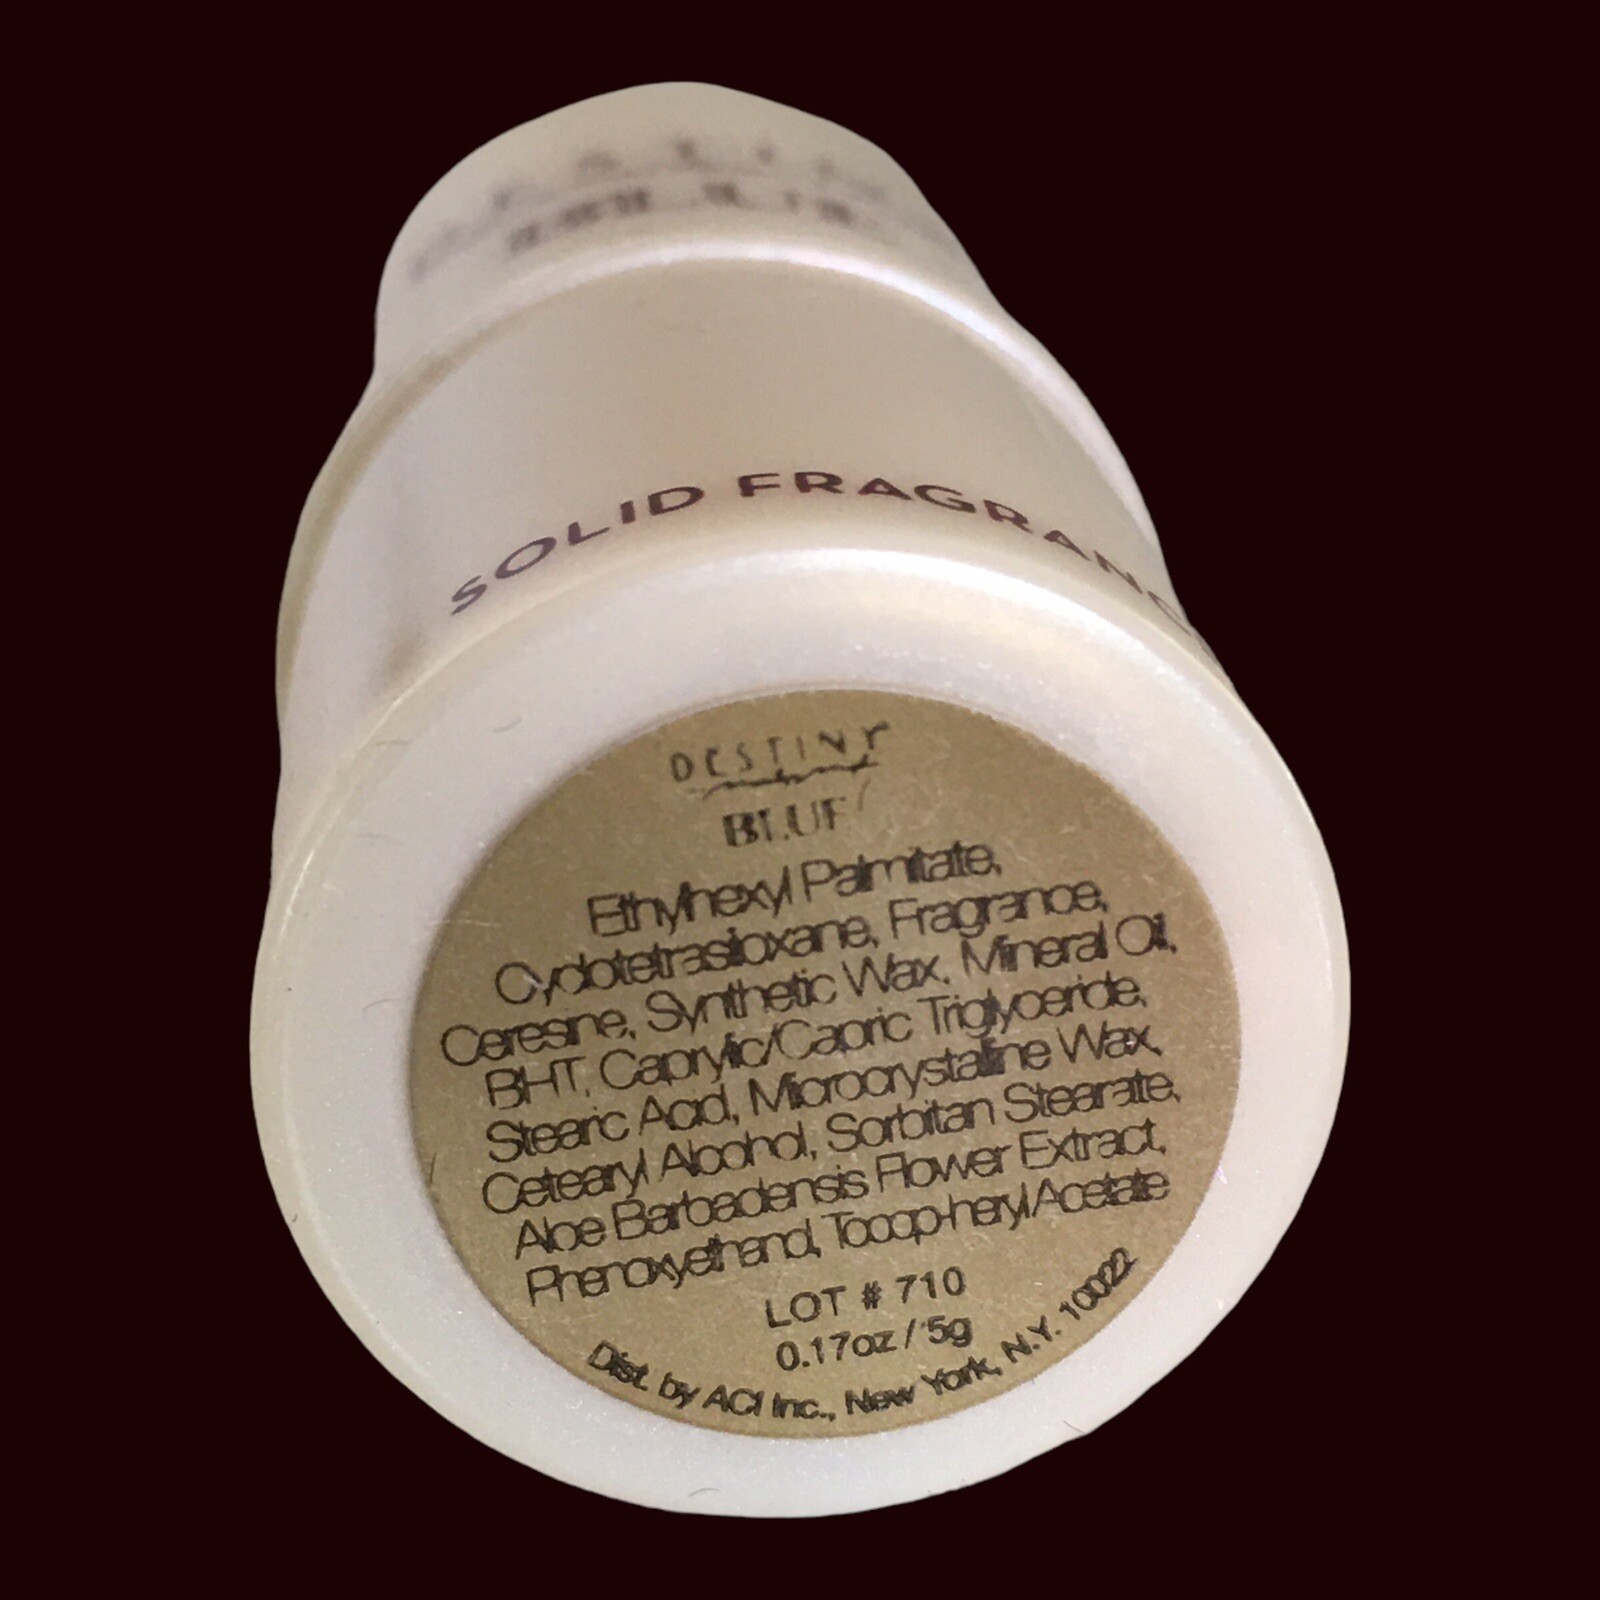 SOLID FRAGRANC
DESTINY
BLUE
Ethylhexyl Palmitate,
Cyclotetrasiloxane, Fragrance,
Ceresine, Synthetic Wax, Mineral Oil,
BHT, Caprylic/Capric Triglyceride,
Stearic Acid, Microcrystalline Wax,
Cetearyl Alcohol, Sorbitan Stearate,
Aloe Barbadensis Flower Extract,
Phenoxyethanol, Tocop-heryl Acetate
LOT # 710
0.17oz / 5g
Dist. by ACI Inc., New York, N.Y. 10022